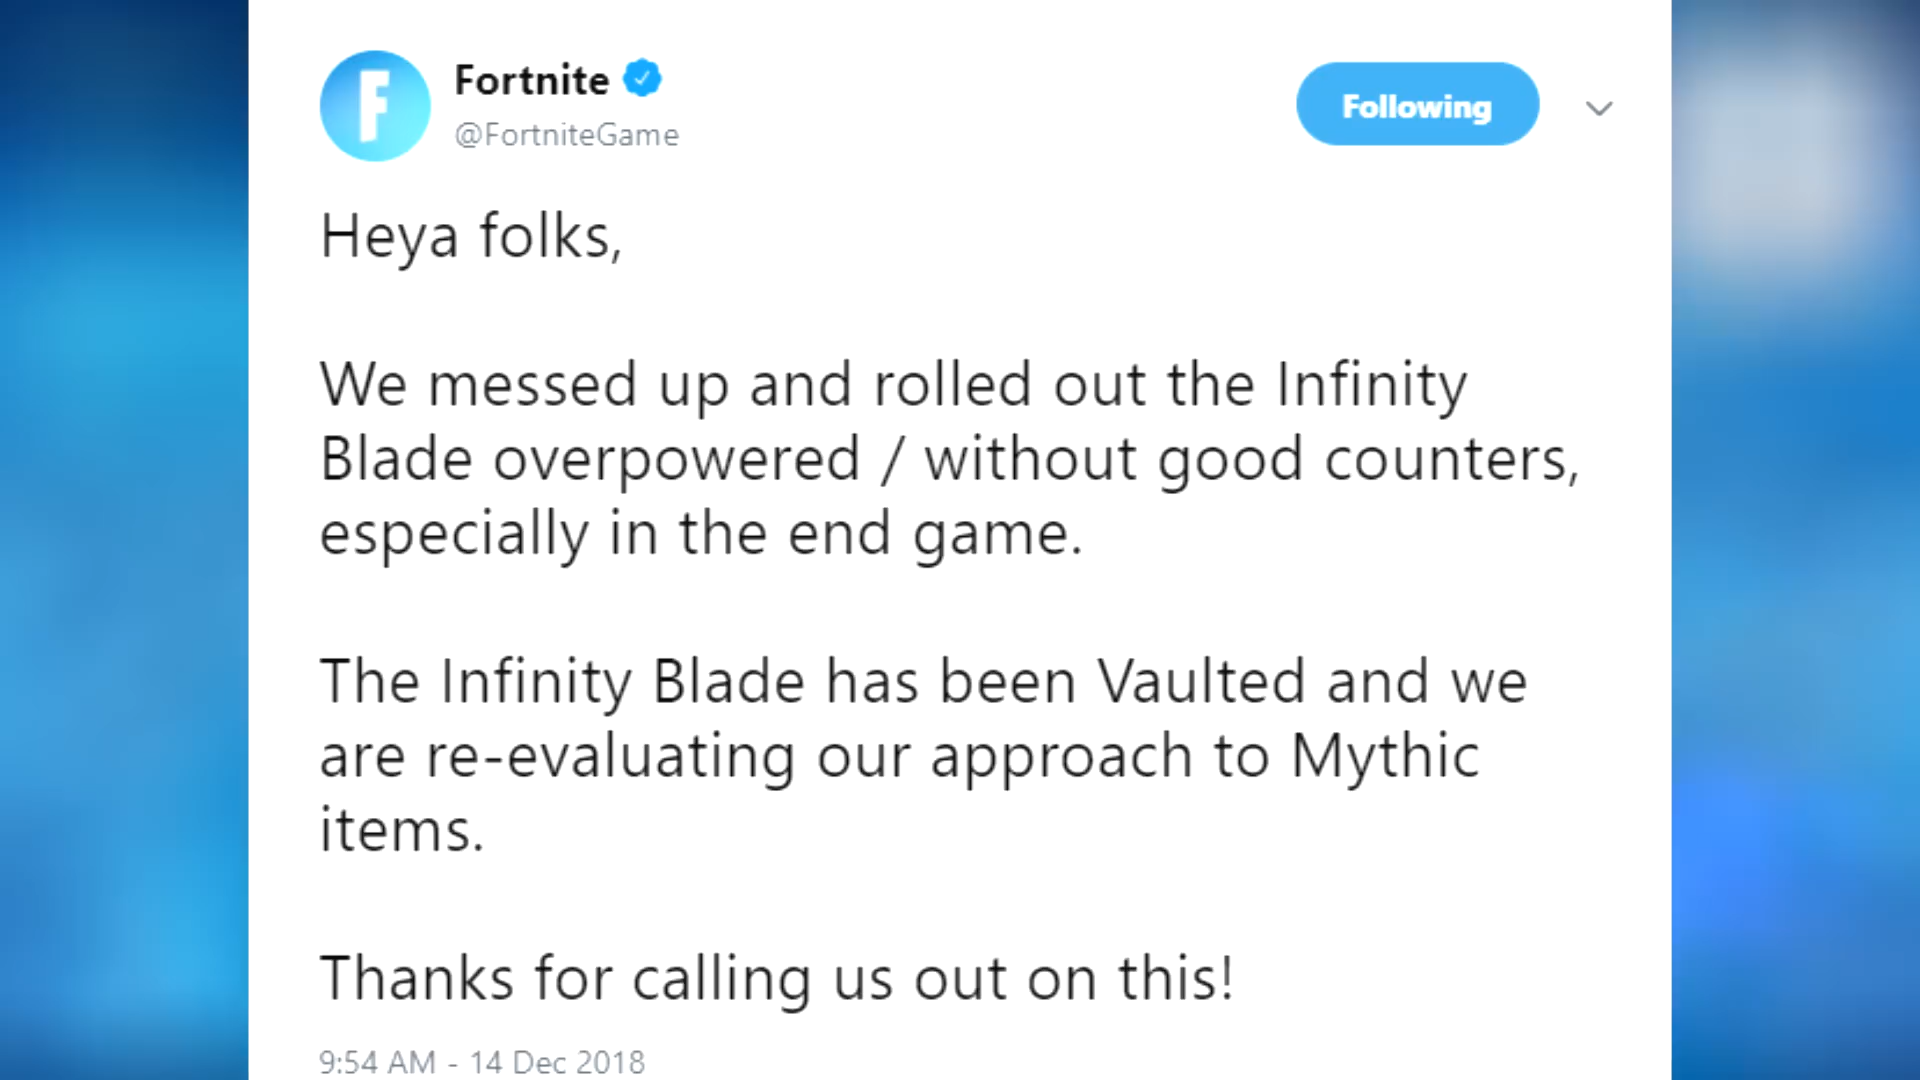 Fortnite
@FortniteGame
Following
Heya folks,
We messed up and rolled out the Infinity
Blade overpowered / without good counters,
especially in the end game.
The Infinity Blade has been Vaulted and we
are re-evaluating our approach to Mythic
items.
Thanks for calling us out on this!
9:54 AM - 14 Dec 2018